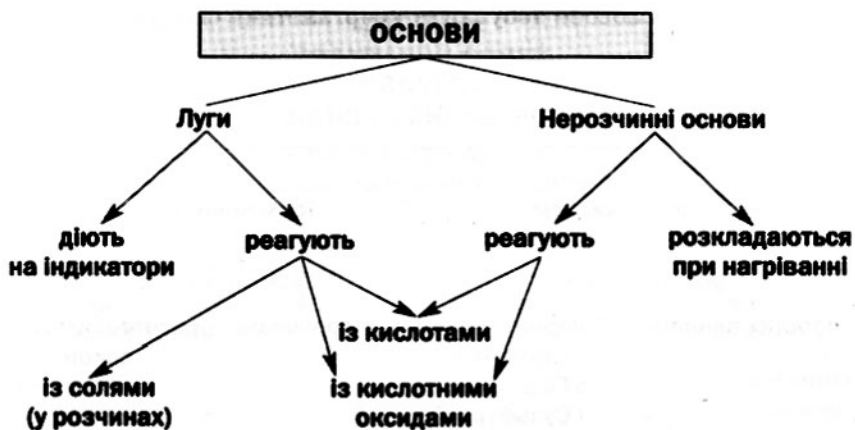 ОСНОВИ
Луги
Нерозчинні основи
діють
на індикатори
реагують
реагують
розкладаються
при нагріванні
із кислотами
із солями
(у розчинах)
із кислотними
оксидами